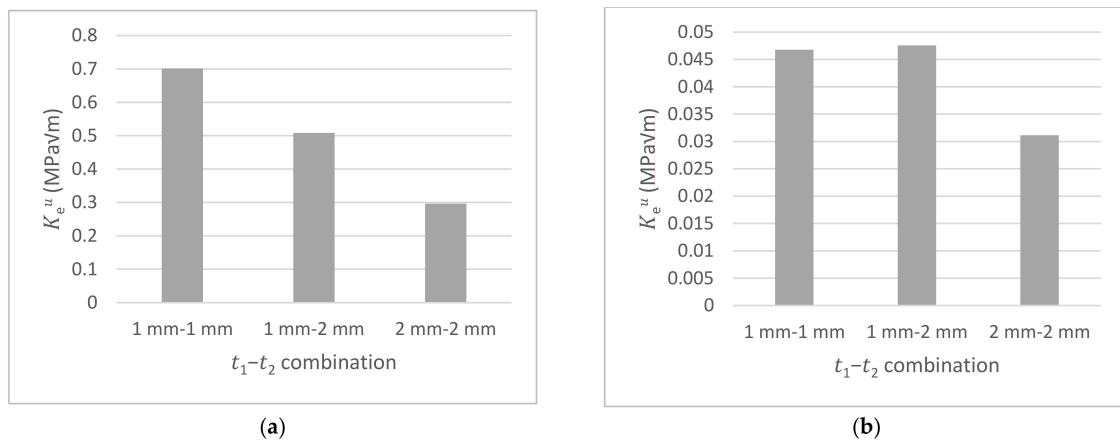 0.8
0.7
0.6
0.5
0.4
0.3
0.2
0.1
0
K_e^u (MPa√m)
1 mm-1 mm 1 mm-2 mm 2 mm-2 mm
t₁−t₂ combination
(a)
0.05
0.045
0.04
0.035
0.03
0.025
0.02
0.015
0.01
0.005
0
K_e^u (MPa√m)
1 mm-1 mm 1 mm-2 mm 2 mm-2 mm
t₁−t₂ combination
(b)